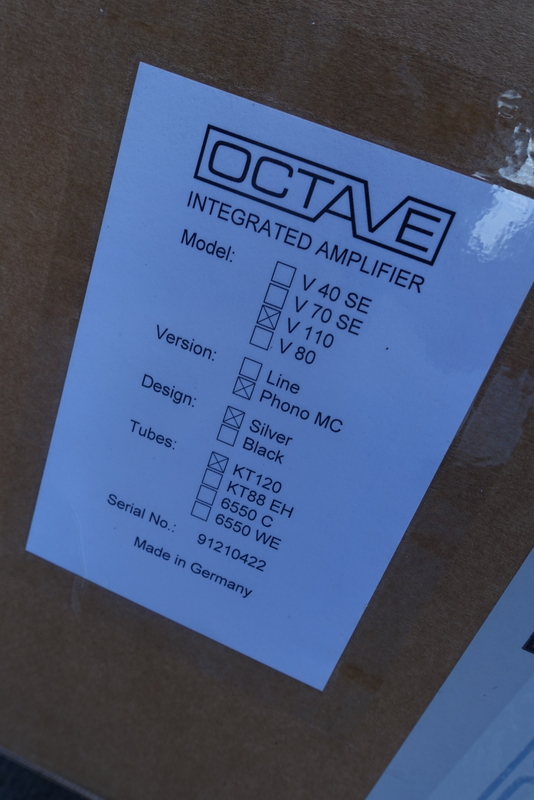 OCTAVE
INTEGRATED AMPLIFIER
Model:
☐ V 40 SE
☐ V 70 SE
☒ V 110
☐ V 80
Version:
☐ Line
☒ Phono MC
Design:
☒ Silver
☐ Black
Tubes:
☒ KT120
☐ KT88 EH
☐ 6550 C
☐ 6550 WE
Serial No.: 91210422
Made in Germany